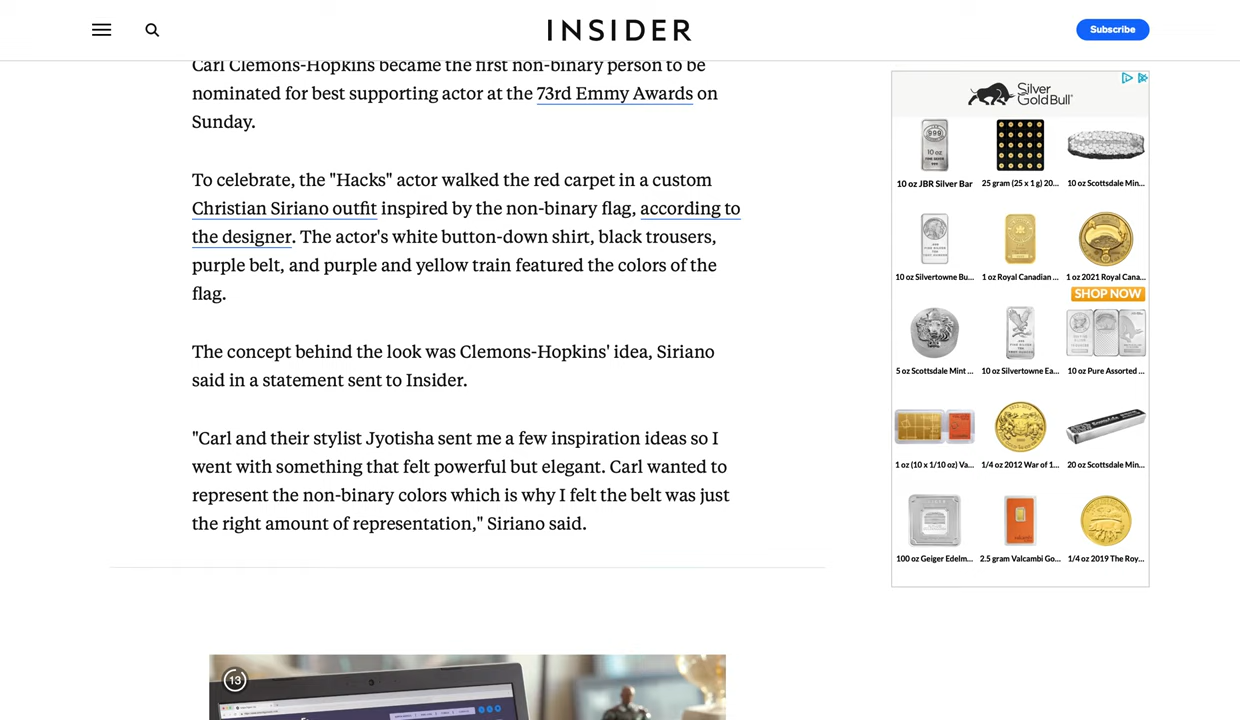 INSIDER
Subscribe
Carl Clemons-Hopkins became the first non-binary person to be
nominated for best supporting actor at the 73rd Emmy Awards on
Sunday.
To celebrate, the "Hacks" actor walked the red carpet in a custom
Christian Siriano outfit inspired by the non-binary flag, according to
the designer. The actor's white button-down shirt, black trousers,
purple belt, and purple and yellow train featured the colors of the
flag.
The concept behind the look was Clemons-Hopkins' idea, Siriano
said in a statement sent to Insider.
"Carl and their stylist Jyotisha sent me a few inspiration ideas so I
went with something that felt powerful but elegant. Carl wanted to
represent the non-binary colors which is why I felt the belt was just
the right amount of representation," Siriano said.
Silver
GoldBull
10 oz JBR Silver Bar
25 gram (25 x 1 g) 20...
10 oz Scottsdale Min...
10 oz Silvertowne Bu...
1 oz Royal Canadian ...
1 oz 2021 Royal Cana...
SHOP NOW
5 oz Scottsdale Mint ...
10 oz Silvertowne Ea...
10 oz Pure Assorted ...
1 oz (10 x 1/10 oz) Va...
1/4 oz 2012 War of 1...
20 oz Scottsdale Min...
100 oz Geiger Edelm...
2.5 gram Valcambi Go...
1/4 oz 2019 The Roy...
13